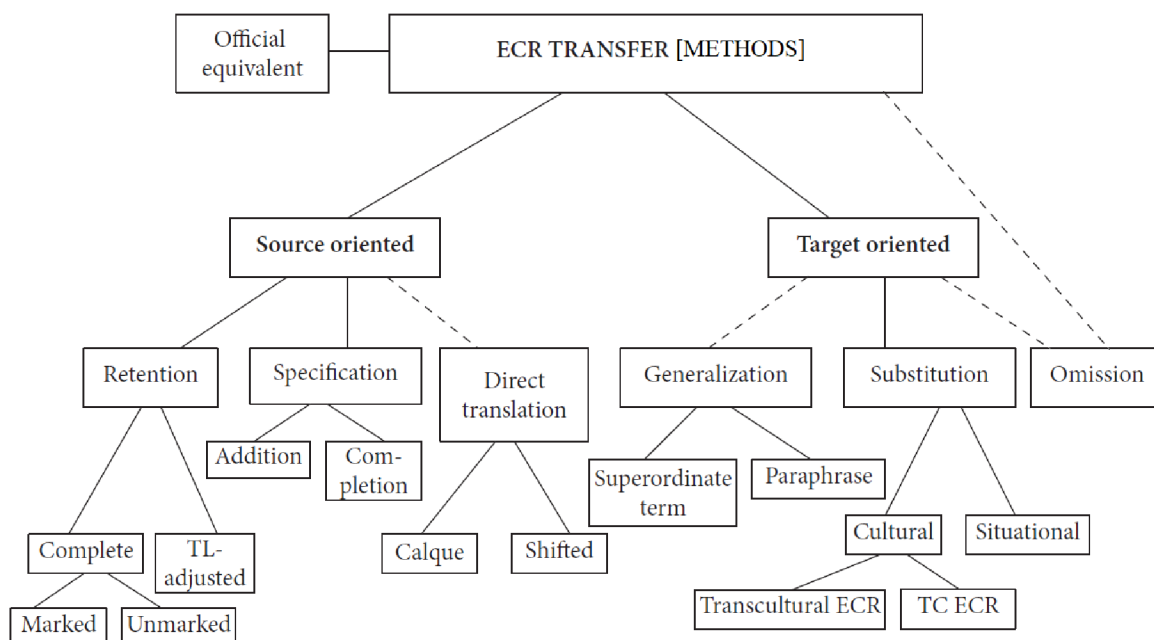 Official
equivalent
ECR TRANSFER [METHODS]
Source oriented
Target oriented
Retention
Specification
Direct
translation
Generalization
Substitution
Omission
Addition
Com-
pletion
Superordinate
term
Paraphrase
Complete
TL-
adjusted
Calque
Shifted
Cultural
Situational
Marked
Unmarked
Transcultural ECR
TC ECR